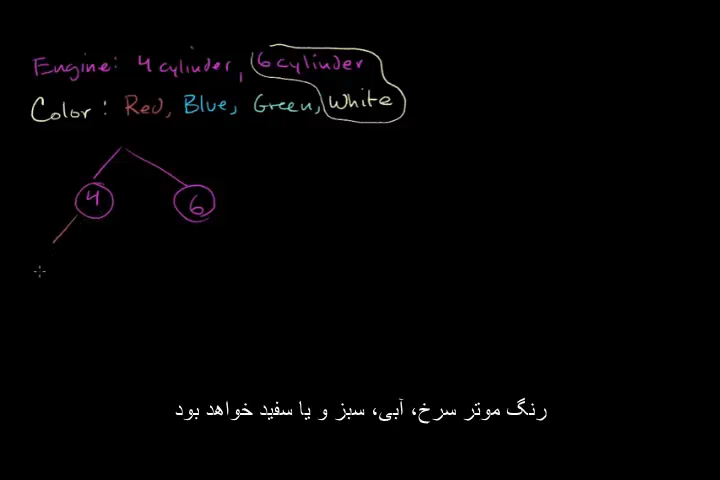 Engine: 4 cylinder, 6 cylinder
Color: Red, Blue, Green, White
4 6
رنگ موتر سرخ، آبی، سبز و یا سفید خواهد بود